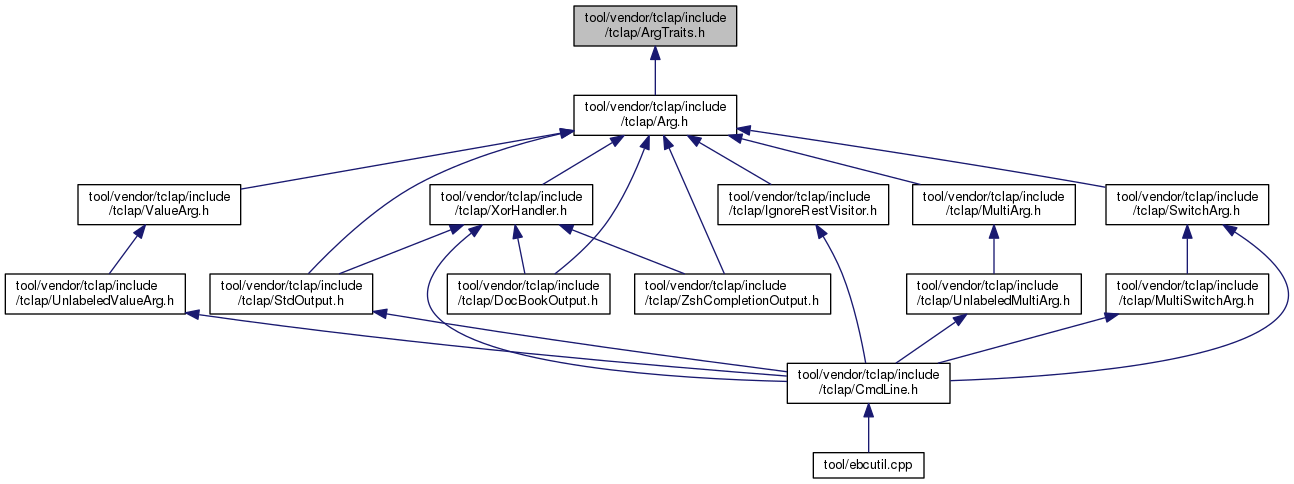 tool/vendor/tclap/include
/tclap/ArgTraits.h
tool/vendor/tclap/include
/tclap/Arg.h
tool/vendor/tclap/include
/tclap/ValueArg.h
tool/vendor/tclap/include
/tclap/XorHandler.h
tool/vendor/tclap/include
/tclap/IgnoreRestVisitor.h
tool/vendor/tclap/include
/tclap/MultiArg.h
tool/vendor/tclap/include
/tclap/SwitchArg.h
tool/vendor/tclap/include
/tclap/UnlabeledValueArg.h
tool/vendor/tclap/include
/tclap/StdOutput.h
tool/vendor/tclap/include
/tclap/DocBookOutput.h
tool/vendor/tclap/include
/tclap/ZshCompletionOutput.h
tool/vendor/tclap/include
/tclap/UnlabeledMultiArg.h
tool/vendor/tclap/include
/tclap/MultiSwitchArg.h
tool/vendor/tclap/include
/tclap/CmdLine.h
tool/ebcutil.cpp